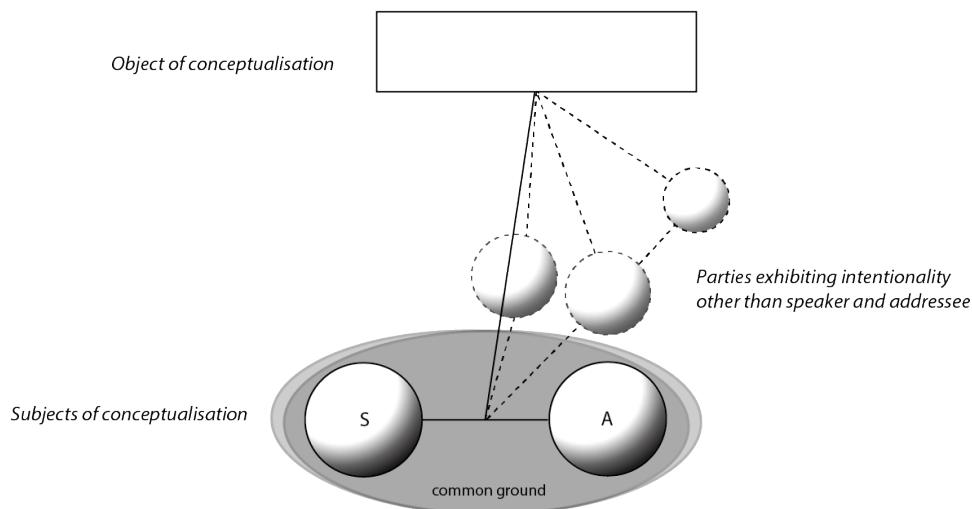 Object of conceptualisation
Parties exhibiting intentionality
other than speaker and addressee
Subjects of conceptualisation
S
A
common ground